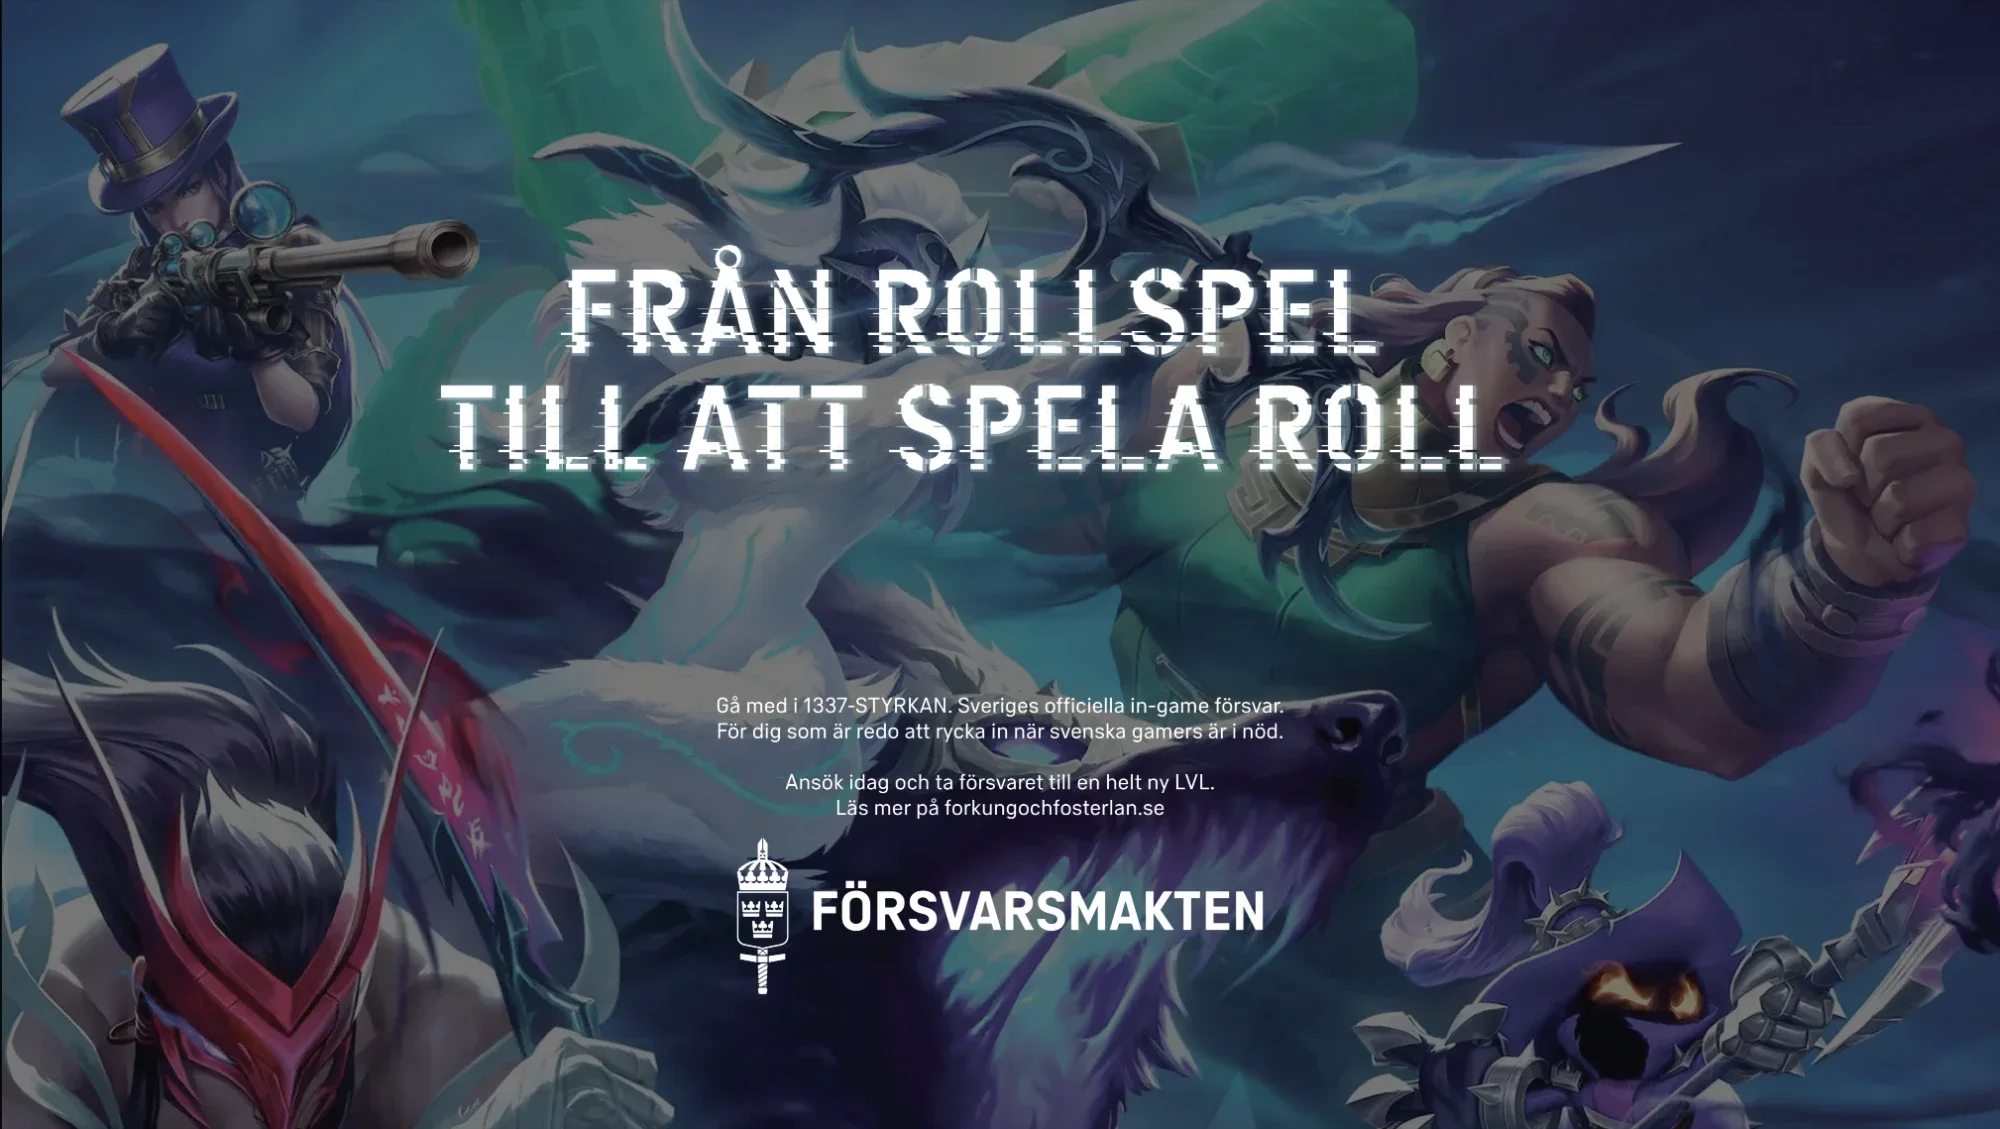 FRÅN ROLLSPEL
TILL ATT SPELA ROLL
Gå med i 1337-STYRKAN. Sveriges officiella in-game försvar.
För dig som är redo att rycka in när svenska gamers är i nöd.
Ansök idag och ta försvaret till en helt ny LVL.
Läs mer på forkungochfosterlan.se
FÖRSVARSMAKTEN